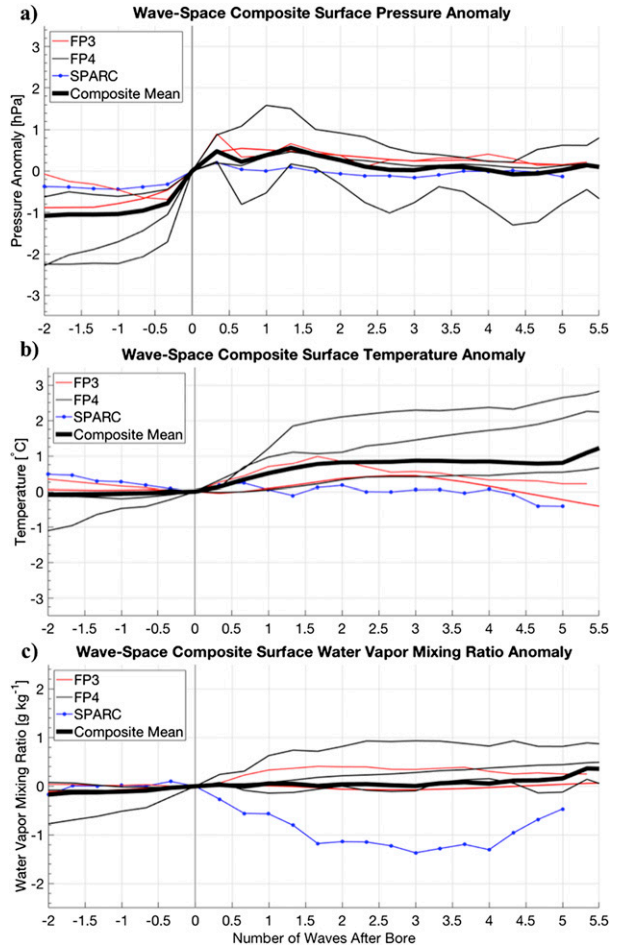 a) Wave-Space Composite Surface Pressure Anomaly
FP3
FP4
SPARC
Composite Mean
Pressure Anomaly [hPa]
3
2
1
0
-1
-2
-3
-2 -1.5 -1 -0.5 0 0.5 1 1.5 2 2.5 3 3.5 4 4.5 5 5.5
b) Wave-Space Composite Surface Temperature Anomaly
FP3
FP4
SPARC
Composite Mean
Temperature [˚C]
3
2
1
0
-1
-2
-3
-2 -1.5 -1 -0.5 0 0.5 1 1.5 2 2.5 3 3.5 4 4.5 5 5.5
c) Wave-Space Composite Surface Water Vapor Mixing Ratio Anomaly
FP3
FP4
SPARC
Composite Mean
Water Vapor Mixing Ratio [g kg⁻¹]
2
1
0
-1
-2
-2 -1.5 -1 -0.5 0 0.5 1 1.5 2 2.5 3 3.5 4 4.5 5 5.5
Number of Waves After Bore